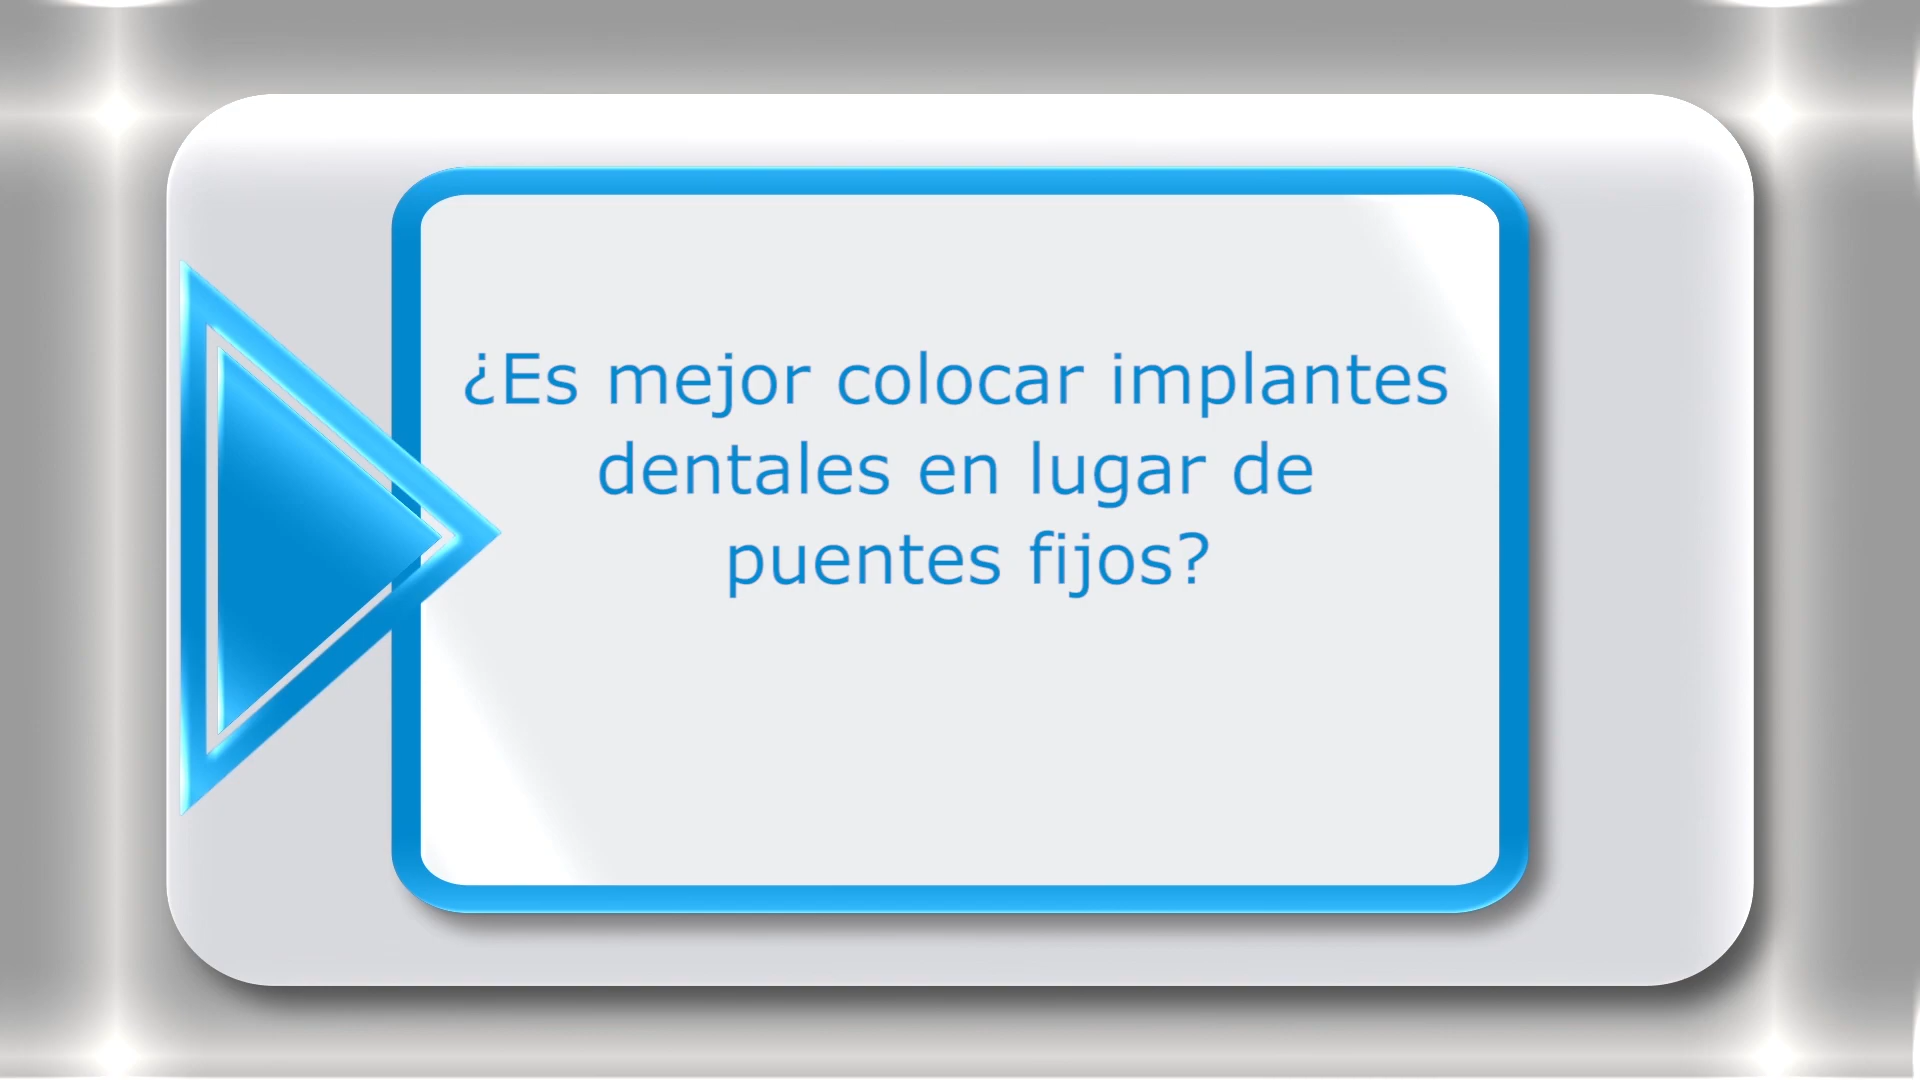 ¿Es mejor colocar implantes
dentales en lugar de
puentes fijos?